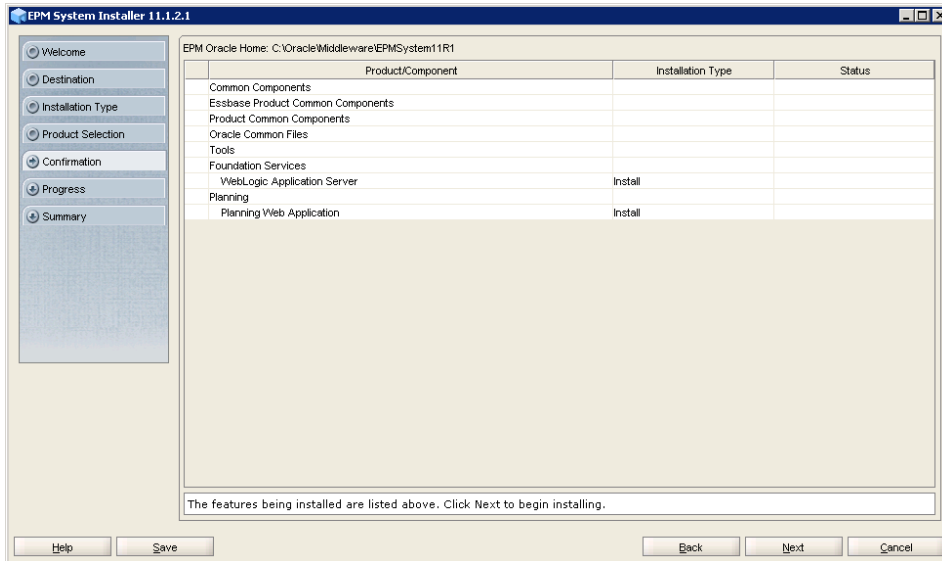 EPM System Installer 11.1.2.1
Welcome
Destination
Installation Type
Product Selection
Confirmation
Progress
Summary
EPM Oracle Home: C:\Oracle\Middleware\EPMSystem11R1
Product/Component Installation Type Status
Common Components
Essbase Product Common Components
Product Common Components
Oracle Common Files
Tools
Foundation Services
WebLogic Application Server Install
Planning
Planning Web Application Install
The features being installed are listed above. Click Next to begin installing.
Help Save Back Next Cancel